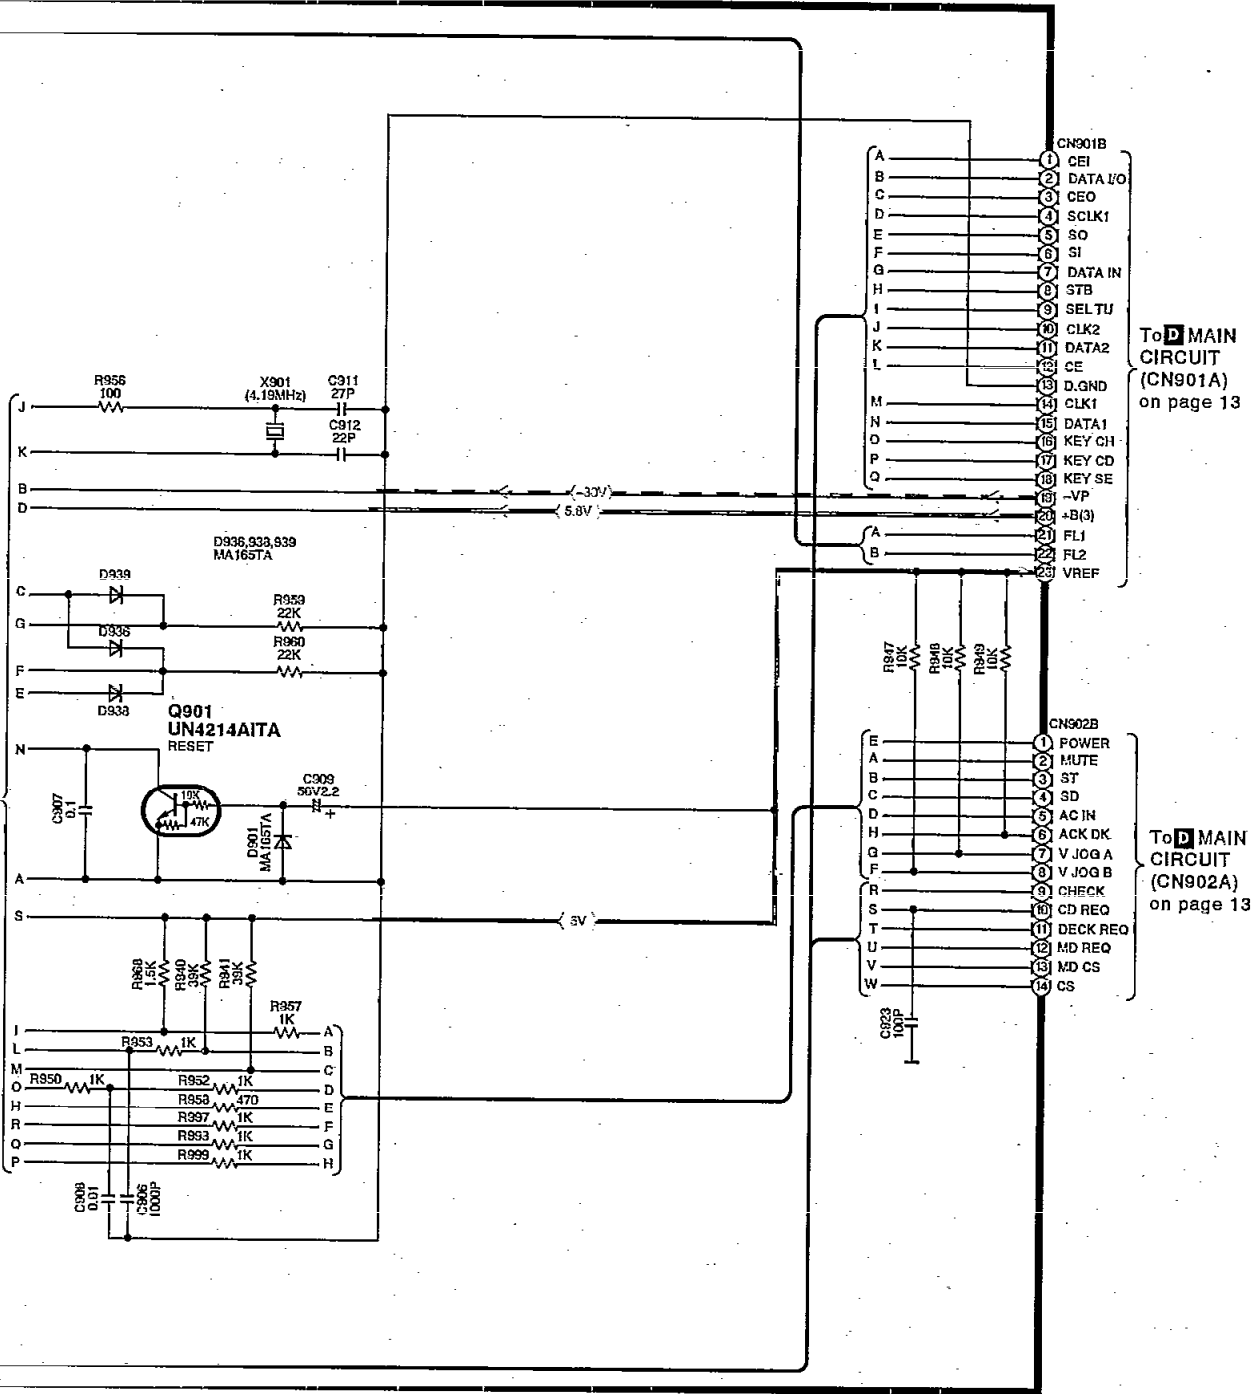 CN901B
A 1 CEI
B 2 DATA I/O
C 3 CEO
D 4 SCLK1
E 5 SO
F 6 SI
G 7 DATA IN
H 8 STB
I 9 SEL TU
J 10 CLK2
K 11 DATA2
L 12 CE
13 D.GND
M 14 CLK1
N 15 DATA1
O 16 KEY CH
P 17 KEY CD
Q 18 KEY SE
19 -VP
20 +B(3)
A 21 FL1
B 22 FL2
23 VREF
To D MAIN
CIRCUIT
(CN901A)
on page 13
J
R956
100
X901
(4.19MHz)
C911
27P
C912
22P
K
B
-30V
D
5.8V
D936,938,939
MA165TA
C
D939
G
R959
22K
D936
R960
22K
F
E
D938
Q901
UN4214AITA
RESET
N
C907
0.1
10K
47K
C909
50V2.2
+
D901
MA165TA
A
R947
10K
R948
10K
R949
10K
CN902B
E 1 POWER
A 2 MUTE
B 3 ST
C 4 SD
D 5 AC IN
H 6 ACK DK
G 7 V JOG A
F 8 V JOG B
R 9 CHECK
S 10 CD REQ
T 11 DECK REQ
U 12 MD REQ
V 13 MD CS
W 14 CS
To D MAIN
CIRCUIT
(CN902A)
on page 13
C923
100P
S
R968
1.5K
R940
39K
R941
39K
I
R957
1K
A
L
R953
1K
B
M
C
O
R950
1K
R952
1K
D
H
R958
470
E
R
R997
1K
F
Q
R993
1K
G
P
R999
1K
H
C908
0.01
C906
1000P